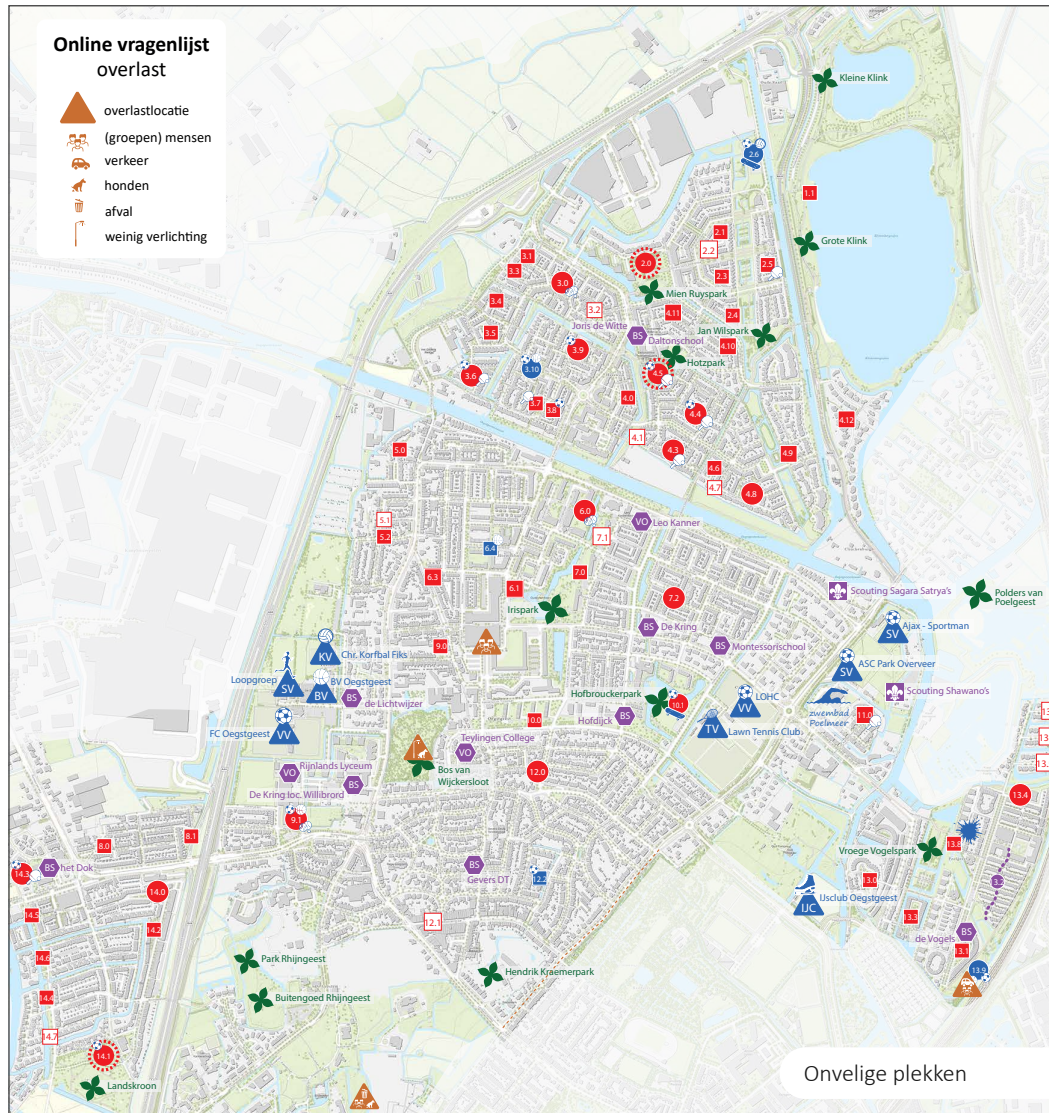 Online vragenlijst
overlast
overlastlocatie
(groepen) mensen
verkeer
honden
afval
weinig verlichting
Kleine Klink
2.6
1.1
Grote Klink
2.1
2.2
2.0
2.5
2.3
3.1
3.3
3.0
Mien Ruyspark
3.4
3.2
4.11
2.4
Joris de Witte
BS
Daltonschool
Jan Wilspark
3.5
4.10
3.9
Hotzpark
3.6
3.10
4.5
4.0
3.7
3.8
4.4
4.12
4.1
4.3
5.0
4.9
4.6
4.7
4.8
6.0
5.1
VO
Leo Kanner
5.2
7.1
6.4
7.0
6.3
6.1
Scouting Sagara Satrya's
Polders van
Poelgeest
7.2
Irispark
BS
De Kring
SV
Ajax - Sportman
9.0
BS
Montessorischool
KV
Chr. Korfbal Fiks
ASC Park Overveer
SV
Loopgroep
SV
BV
BV Oegstgeest
BS
de Lichtwijzer
Hofbrouckerpark
10.1
LOHC
VV
Scouting Shawano's
zwembad
Poelmeer
11.0
FC Oegstgeest
VV
10.0
Hofdijck
BS
TV
Lawn Tennis Club
Teylingen College
VO
Bos van
Wijckersloot
VO
Rijnlands Lyceum
12.0
De Kring loc. Willibrord
BS
13.4
9.1
8.1
8.0
13.8
Vroege Vogelspark
14.3
BS
het Dok
BS
Gevers DT
12.2
13.0
14.0
IJsclub Oegstgeest
IJC
14.5
13.3
12.1
14.2
de Vogels
BS
13.1
14.6
Park Rhijngeest
13.9
Hendrik Kraemerpark
14.4
Buitengoed Rhijngeest
14.7
14.1
Onvelige plekken
Landskroon